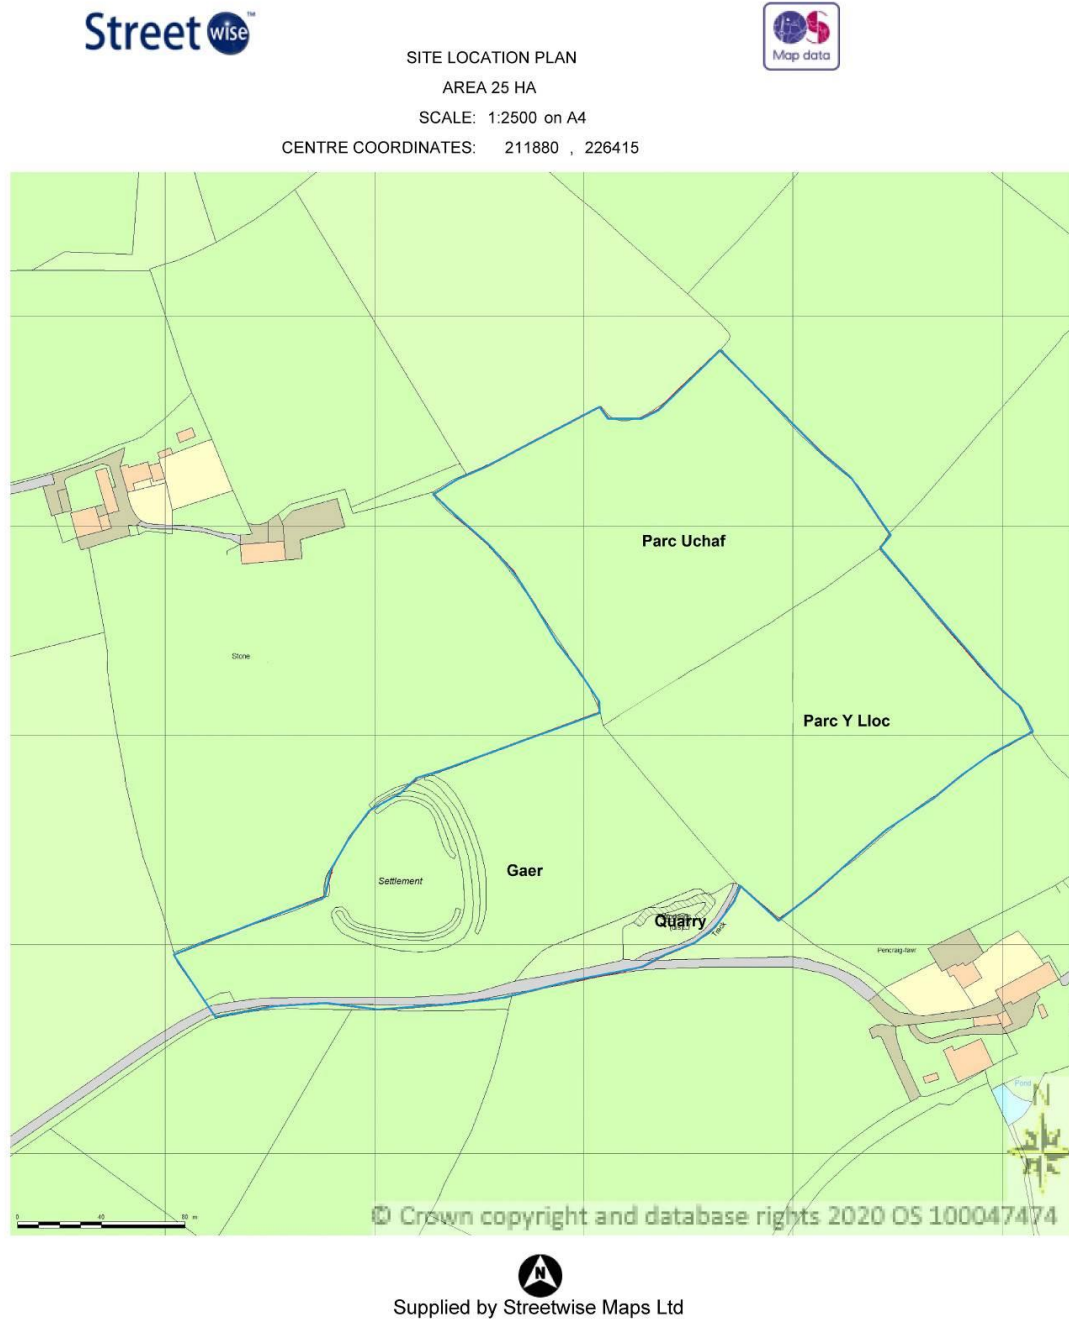 Street wise™
Map data
SITE LOCATION PLAN
AREA 25 HA
SCALE: 1:2500 on A4
CENTRE COORDINATES: 211880 , 226415
Parc Uchaf
Stone
Parc Y Lloc
Gaer
Settlement
Quarry
Track
Pencraig-fawr
Pond
N
0 40 80 m
© Crown copyright and database rights 2020 OS 100047474
N
Supplied by Streetwise Maps Ltd